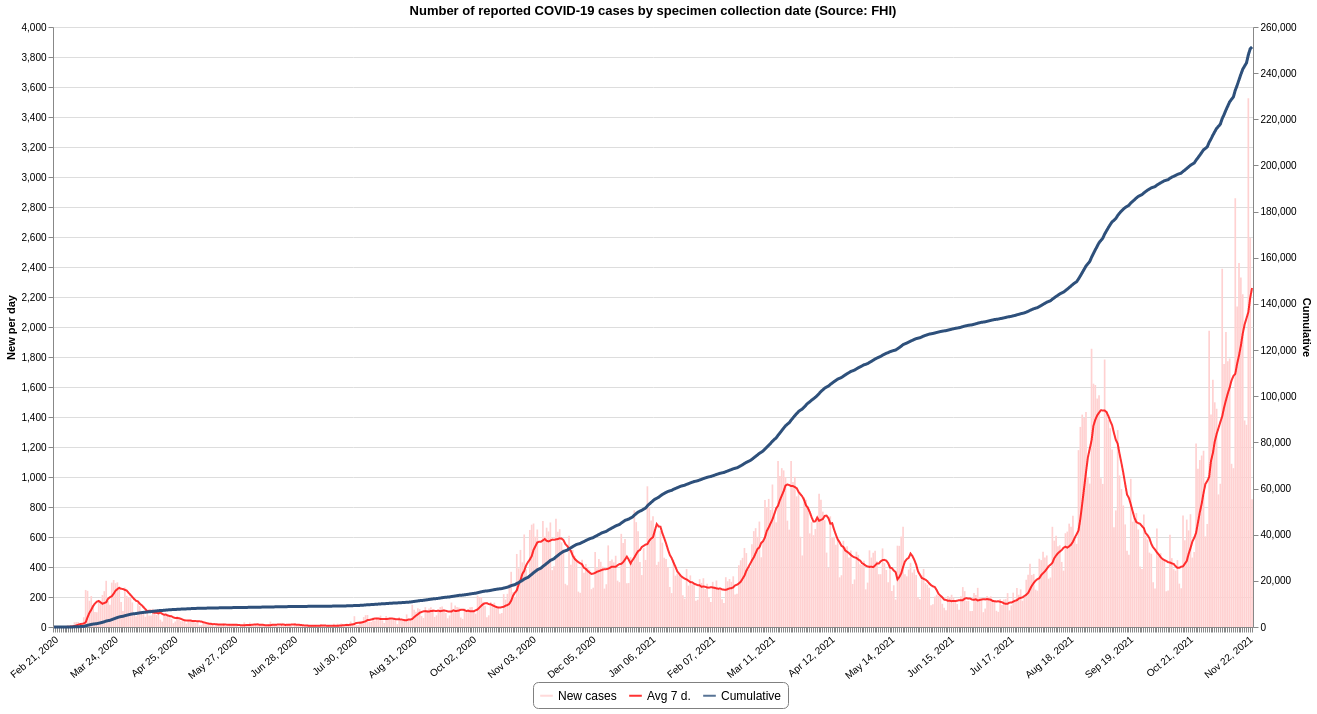 Number of reported COVID-19 cases by specimen collection date (Source: FHI)
4,000
3,800
3,600
3,400
3,200
3,000
2,800
2,600
2,400
2,200
2,000
1,800
1,600
1,400
1,200
1,000
800
600
400
200
0
New per day
260,000
240,000
220,000
200,000
180,000
160,000
140,000
120,000
100,000
80,000
60,000
40,000
20,000
0
Cumulative
Feb 21, 2020
Mar 24, 2020
Apr 25, 2020
May 27, 2020
Jun 28, 2020
Jul 30, 2020
Aug 31, 2020
Oct 02, 2020
Nov 03, 2020
Dec 05, 2020
Jan 06, 2021
Feb 07, 2021
Mar 11, 2021
Apr 12, 2021
May 14, 2021
Jun 15, 2021
Jul 17, 2021
Aug 18, 2021
Sep 19, 2021
Oct 21, 2021
Nov 22, 2021
New cases Avg 7 d. Cumulative